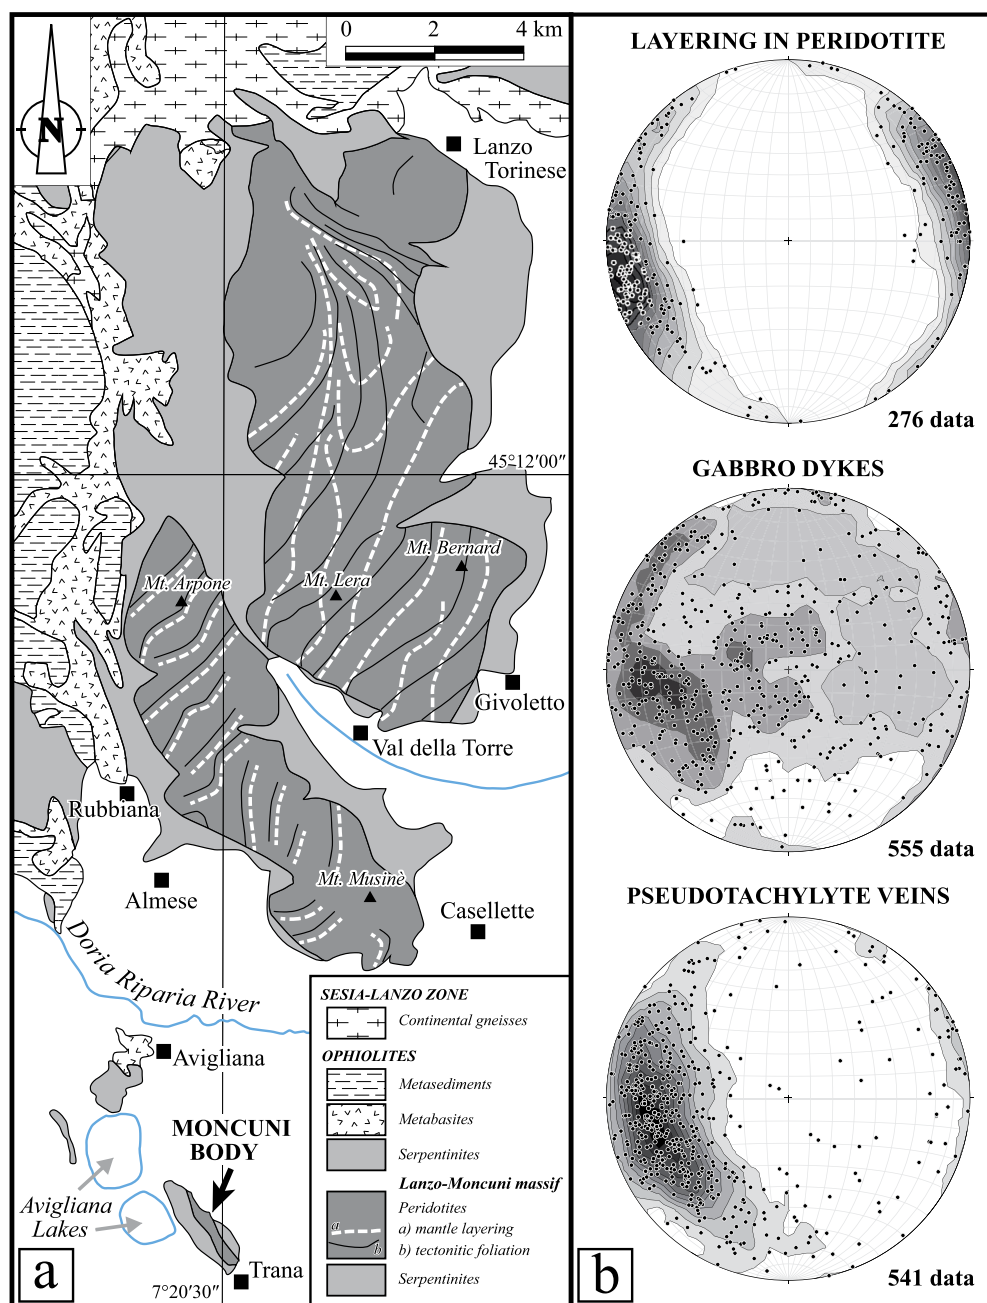 N
0 2 4 km
Lanzo
Torinese
45°12′00″
Mt. Bernard
Mt. Arpone
Mt. Lera
Givoletto
Val della Torre
Rubbiana
Mt. Musinè
Almese
Casellette
Doria Riparia River
Avigliana
MONCUNI
BODY
Avigliana
Lakes
Trana
7°20′30″
a
SESIA-LANZO ZONE
Continental gneisses
OPHIOLITES
Metasediments
Metabasites
Serpentinites
Lanzo-Moncuni massif
Peridotites
a
a) mantle layering
b
b) tectonitic foliation
Serpentinites
LAYERING IN PERIDOTITE
276 data
GABBRO DYKES
555 data
PSEUDOTACHYLYTE VEINS
541 data
b